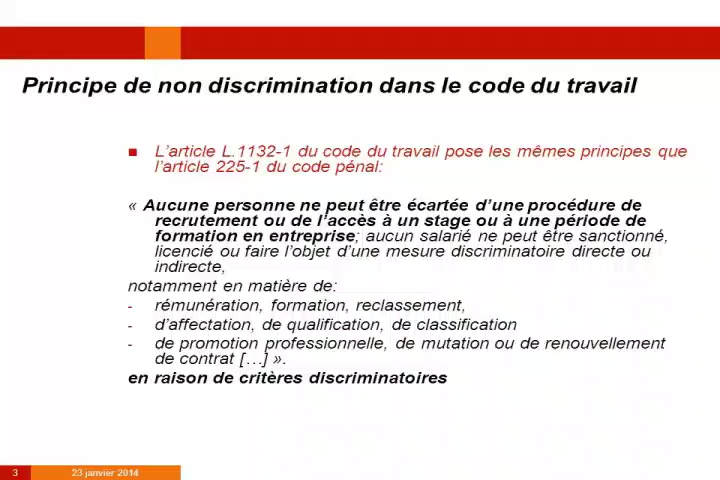 Principe de non discrimination dans le code du travail
■ L’article L.1132-1 du code du travail pose les mêmes principes que
l’article 225-1 du code pénal:
« Aucune personne ne peut être écartée d’une procédure de
recrutement ou de l’accès à un stage ou à une période de
formation en entreprise; aucun salarié ne peut être sanctionné,
licencié ou faire l’objet d’une mesure discriminatoire directe ou
indirecte,
notamment en matière de:
- rémunération, formation, reclassement,
- d’affectation, de qualification, de classification
- de promotion professionnelle, de mutation ou de renouvellement
de contrat […] ».
en raison de critères discriminatoires
3 23 janvier 2014